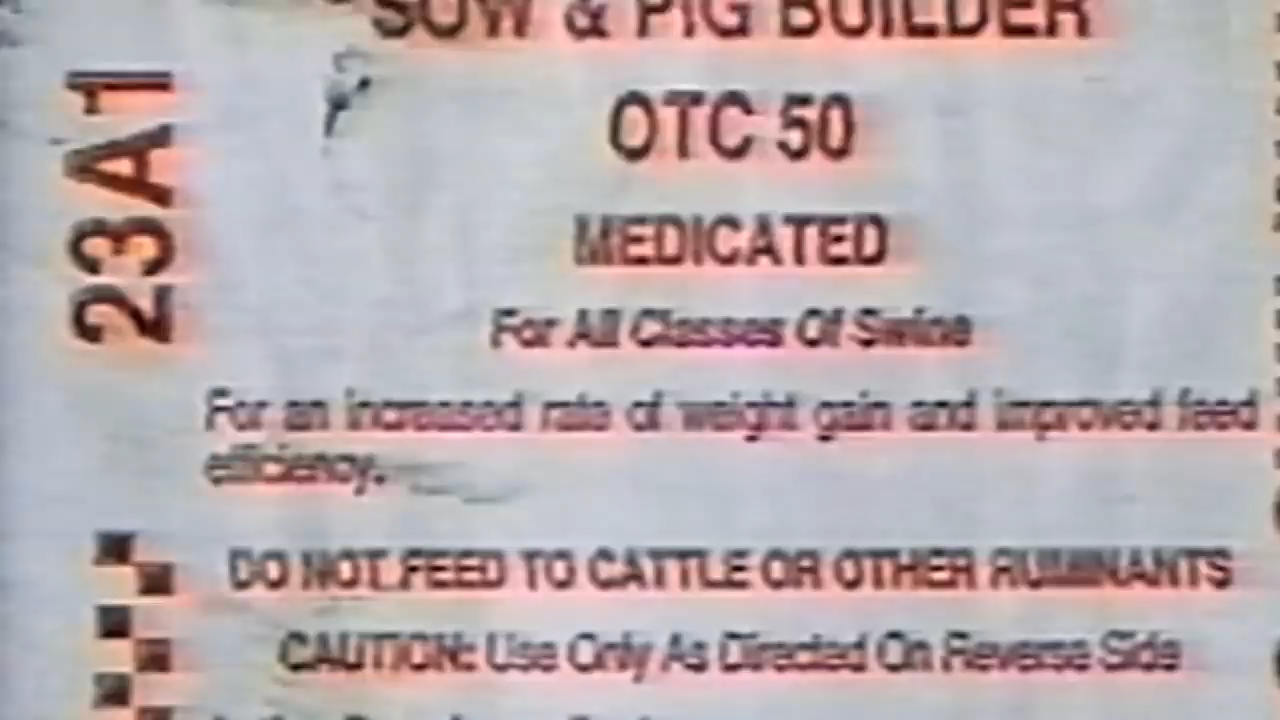 SOW & PIG BUILDER
OTC 50
MEDICATED
For All Classes Of Swine
For an increased rate of weight gain and improved feed
efficiency.
DO NOT FEED TO CATTLE OR OTHER RUMINANTS
CAUTION: Use Only As Directed On Reverse Side
23A1